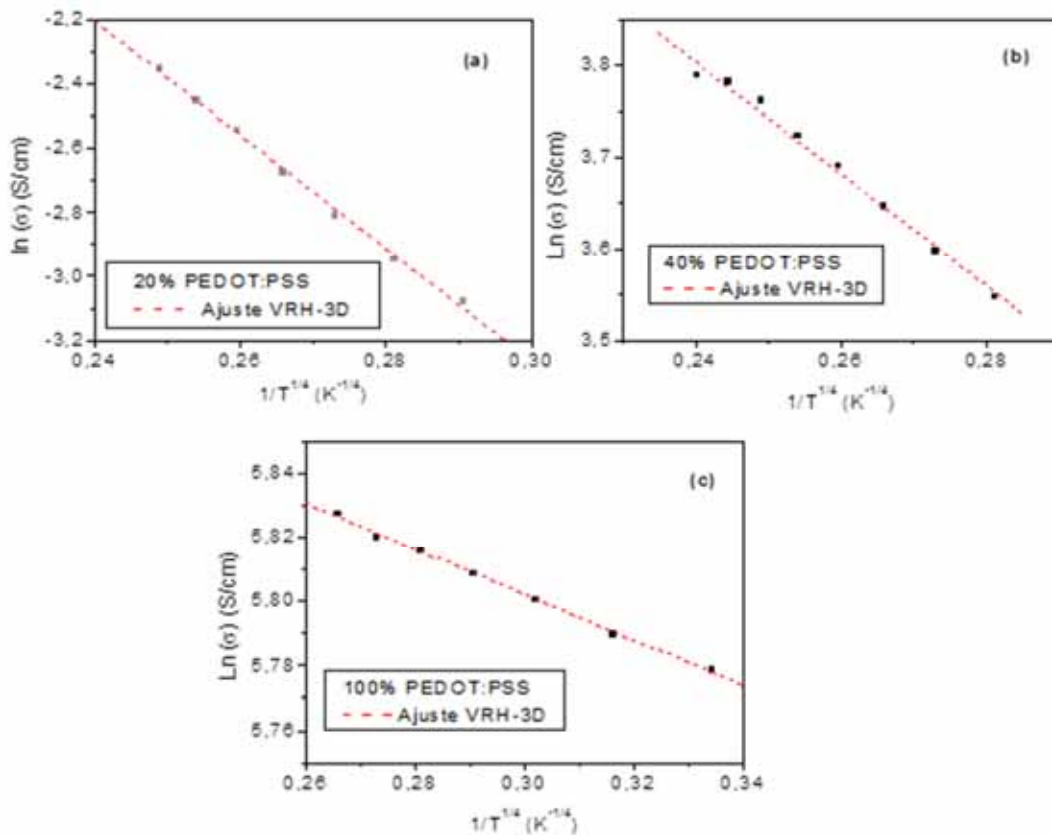 (a)
ln (σ) (S/cm)
-2,2
-2,4
-2,6
-2,8
-3,0
-3,2
20% PEDOT:PSS
Ajuste VRH-3D
0,24 0,26 0,28 0,30
1/T^1/4 (K^-1/4)
(b)
Ln (σ) (S/cm)
3,8
3,7
3,6
3,5
40% PEDOT:PSS
Ajuste VRH-3D
0,24 0,26 0,28
1/T^1/4 (K^-1/4)
(c)
Ln (σ) (S/cm)
5,84
5,82
5,80
5,78
5,76
100% PEDOT:PSS
Ajuste VRH-3D
0,26 0,28 0,30 0,32 0,34
1/T^1/4 (K^-1/4)